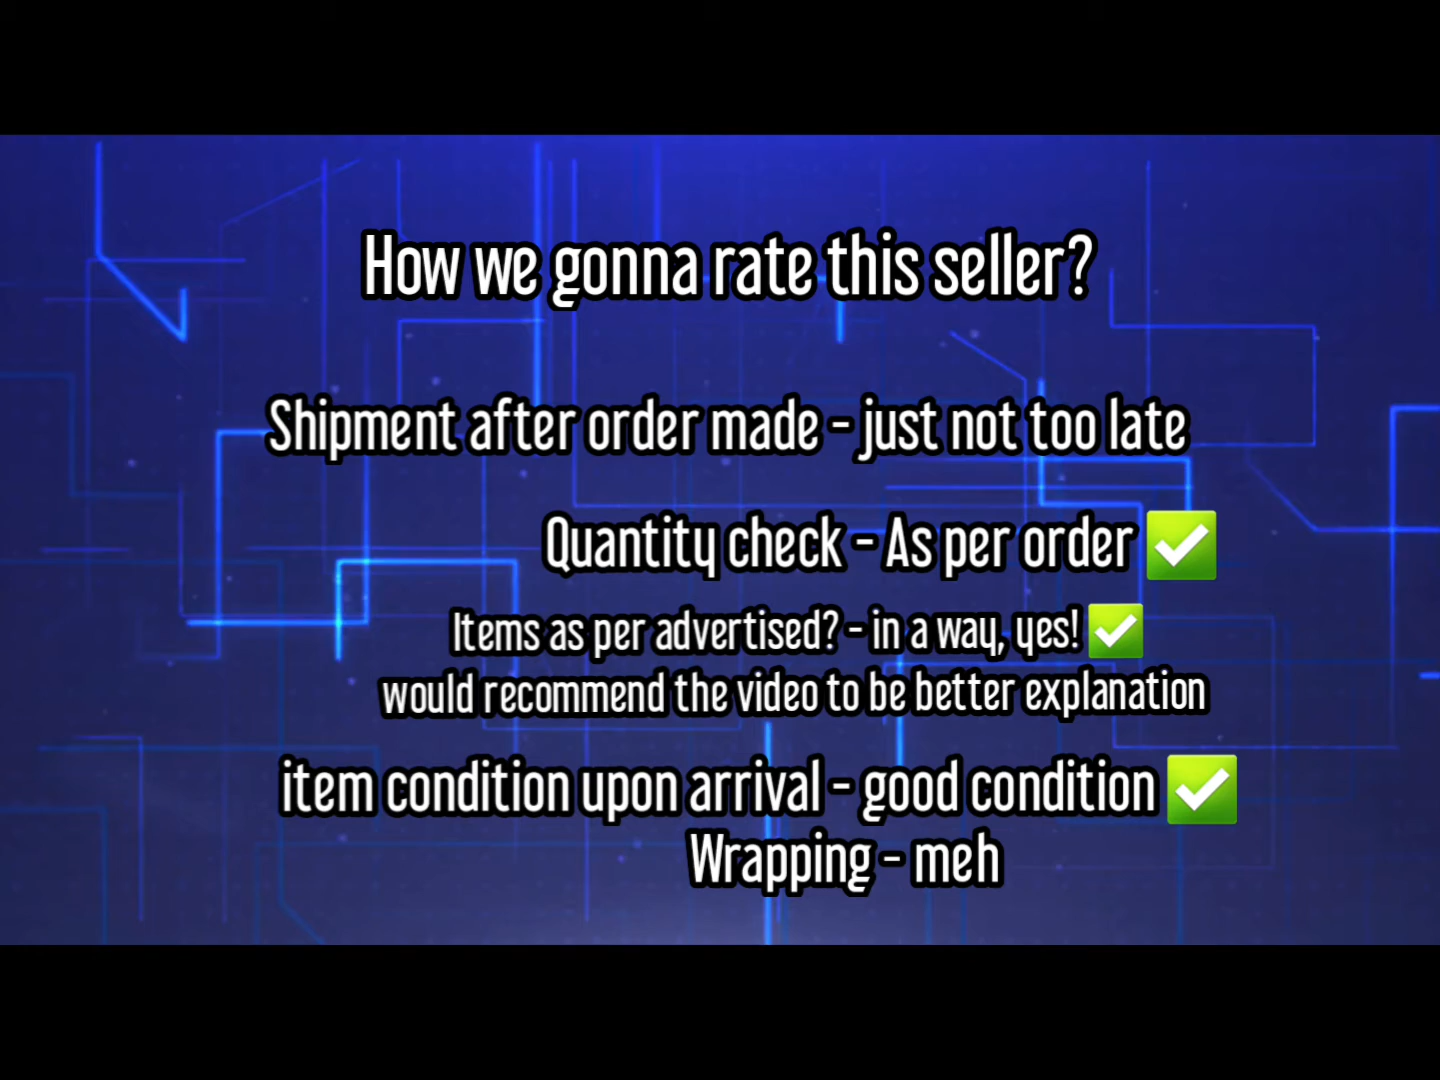 How we gonna rate this seller?
Shipment after order made - just not too late
Quantity check - As per order ✅
Items as per advertised? - in a way, yes! ✅
would recommend the video to be better explanation
item condition upon arrival - good condition ✅
Wrapping - meh